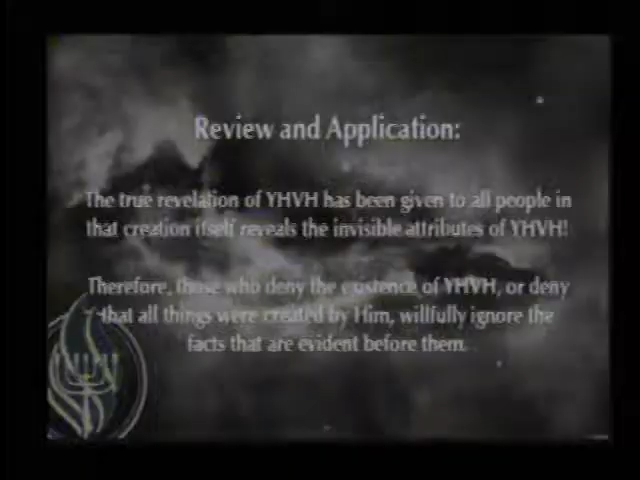 Review and Application:
The true revelation of YHVH has been given to all people in
that creation itself reveals the invisible attributes of YHVH!
Therefore, those who deny the existence of YHVH, or deny
that all things were created by Him, willfully ignore the
facts that are evident before them.